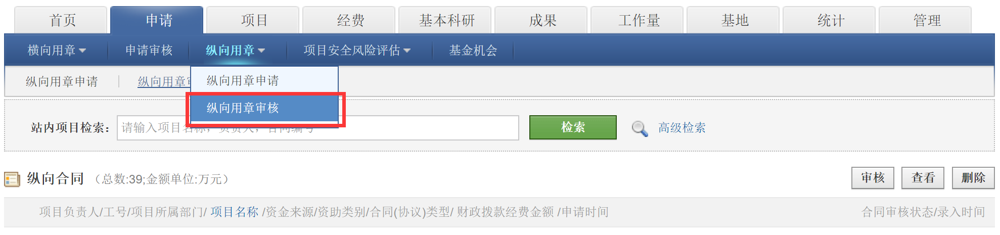 首页 申请 项目 经费 基本科研 成果 工作量 基地 统计 管理
横向用章 申请审核 纵向用章 项目安全风险评估 基金机会
纵向用章申请 纵向用章
纵向用章申请
纵向用章审核
站内项目检索： 请输入项目名称，负责人，合同编号 检索 高级检索
纵向合同 （总数:39;金额单位:万元） 审核 查看 删除
项目负责人/工号/项目所属部门/ 项目名称 /资金来源/资助类别/合同(协议)类型/ 财政拨款经费金额 /申请时间 合同审核状态/录入时间